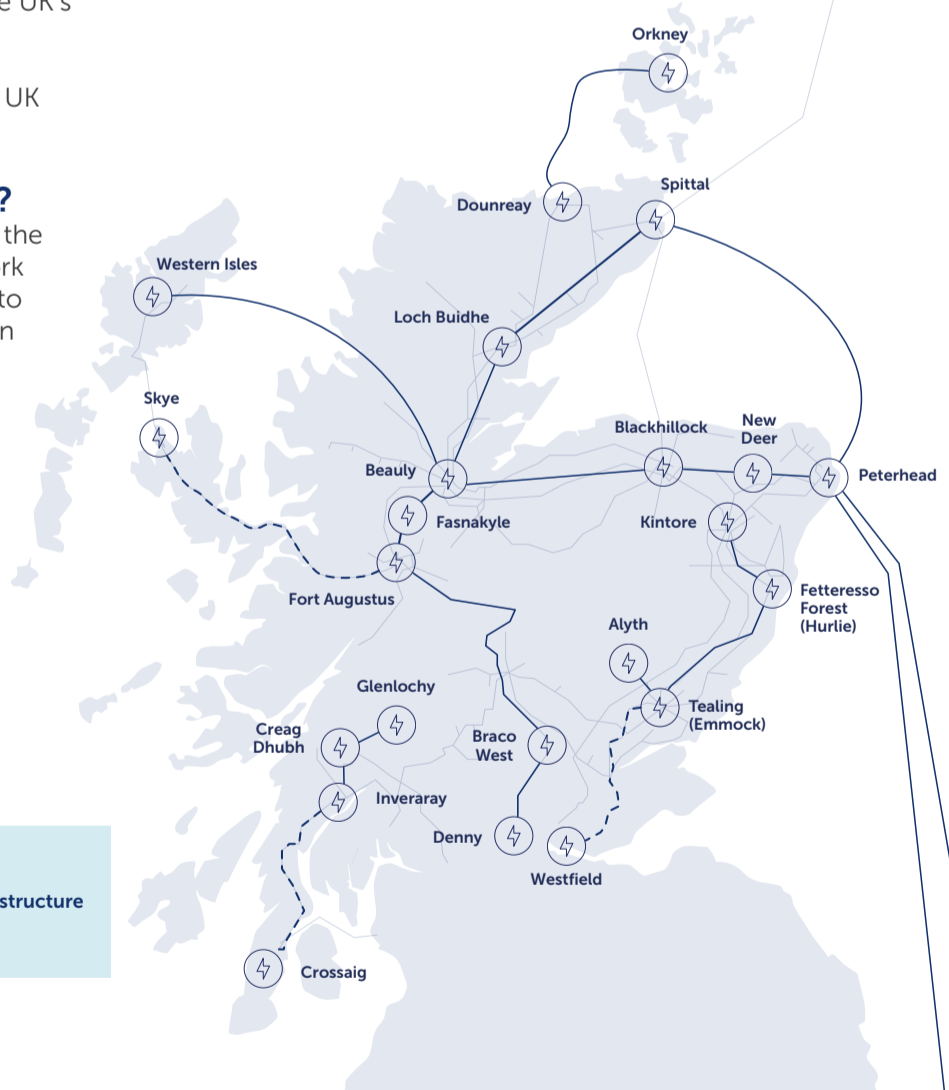 e UK's
UK
?
the
rk
to
n
Orkney
Spittal
Dounreay
Western Isles
Loch Buidhe
Skye
Blackhillock
New
Deer
Beauly
Peterhead
Fasnakyle
Kintore
Fort Augustus
Fetteresso
Forest
(Hurlie)
Alyth
Glenlochy
Tealing
(Emmock)
Creag
Dhubh
Braco
West
Inveraray
Denny
Westfield
structure
Crossaig